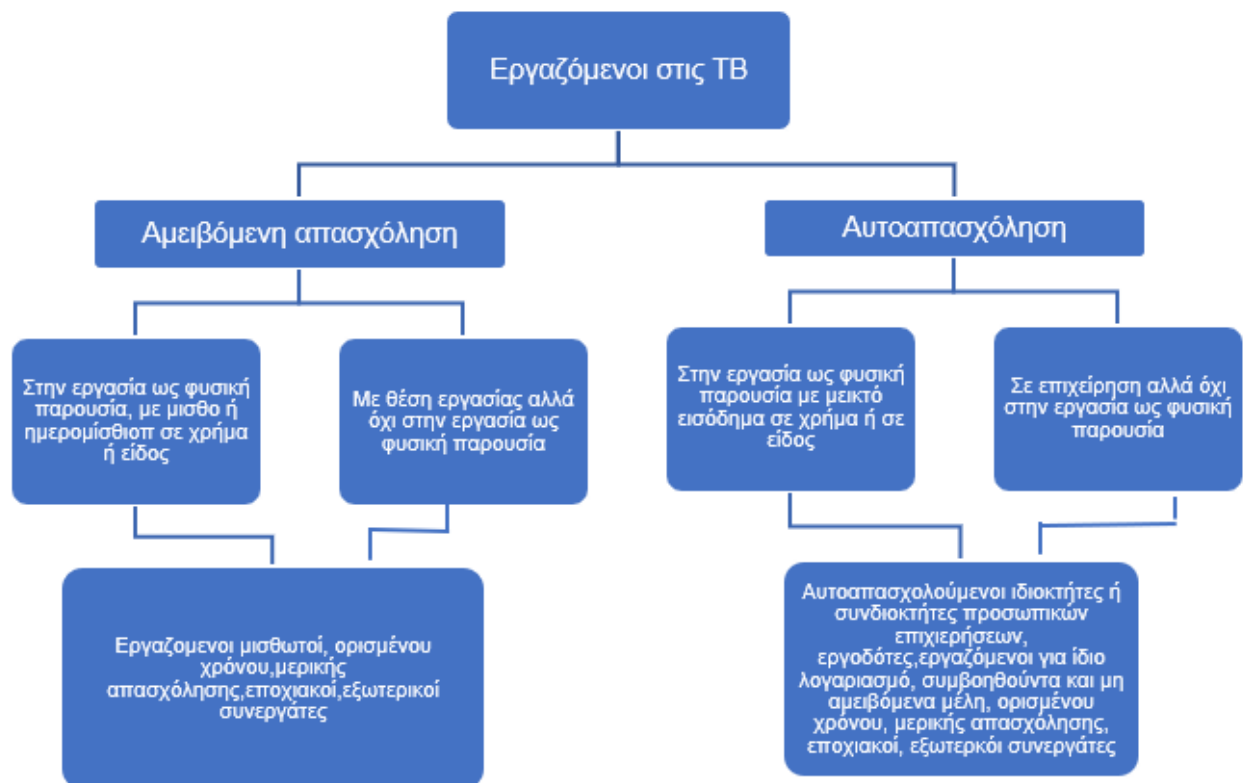 Εργαζόμενοι στις ΤΒ
Αμειβόμενη απασχόληση
Αυτοαπασχόληση
Στην εργασία ως φυσική
παρουσία, με μισθο ή
ημερομίσθιοπ σε χρήμα
ή είδος
Με θέση εργασίας αλλά
όχι στην εργασία ως
φυσική παρουσία
Στην εργασία ως φυσική
παρουσία με μεικτό
εισόδημα σε χρήμα ή σε
είδος
Σε επιχείρηση αλλά όχι
στην εργασία ως φυσική
παρουσία
Εργαζομενοι μισθωτοί, ορισμένου
χρόνου,μερικής
απασχόλησης,εποχιακοί,εξωτερικοί
συνεργάτες
Αυτοαπασχολούμενοι ιδιοκτήτες ή
συνδιοκτήτες προσωπικών
επιχιερήσεων,
εργοδότες,εργαζόμενοι για ίδιο
λογαριασμό, συμβοηθούντα και μη
αμειβόμενα μέλη, ορισμένου
χρόνου, μερικής απασχόλησης,
εποχιακοί, εξωτερκόι συνεργάτες